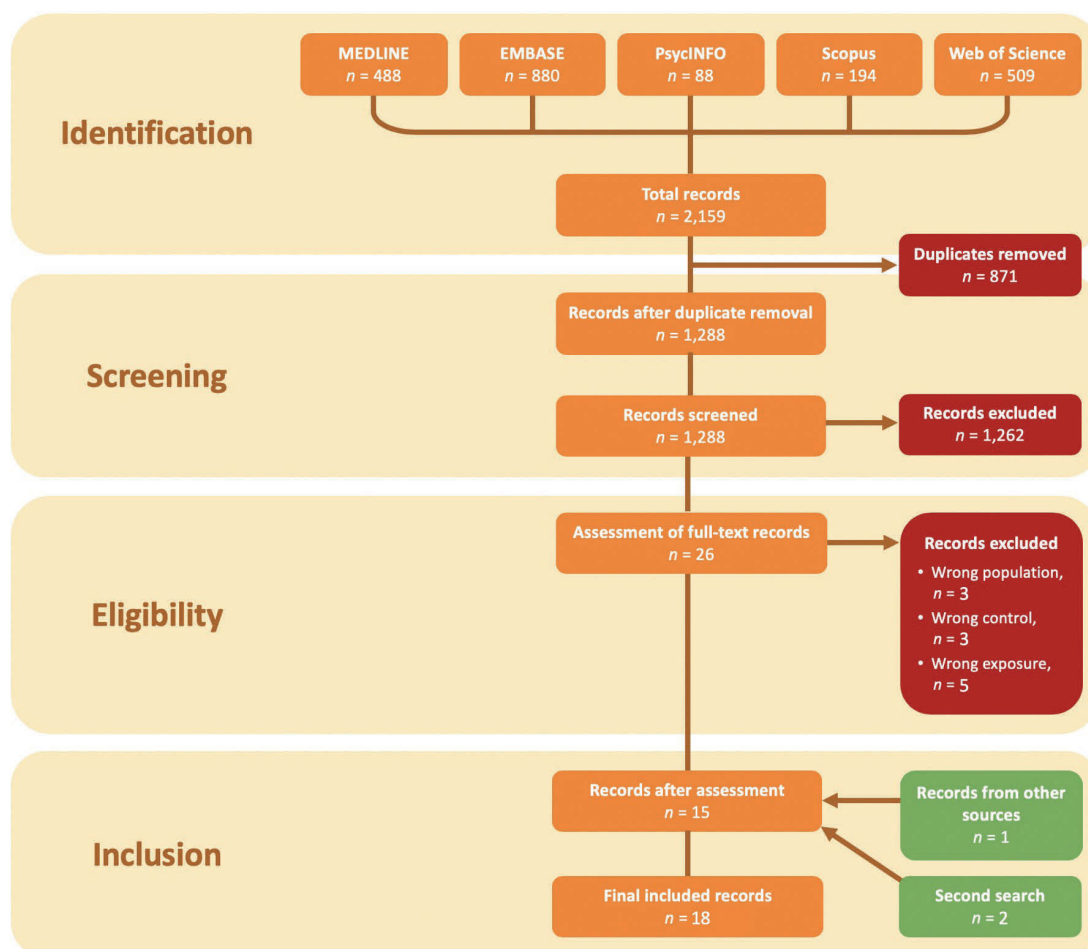 MEDLINE
n = 488
EMBASE
n = 880
PsycINFO
n = 88
Scopus
n = 194
Web of Science
n = 509
Identification
Total records
n = 2,159
Duplicates removed
n = 871
Records after duplicate removal
n = 1,288
Screening
Records screened
n = 1,288
Records excluded
n = 1,262
Assessment of full-text records
n = 26
Records excluded
• Wrong population,
n = 3
• Wrong control,
n = 3
• Wrong exposure,
n = 5
Eligibility
Records after assessment
n = 15
Records from other
sources
n = 1
Inclusion
Final included records
n = 18
Second search
n = 2